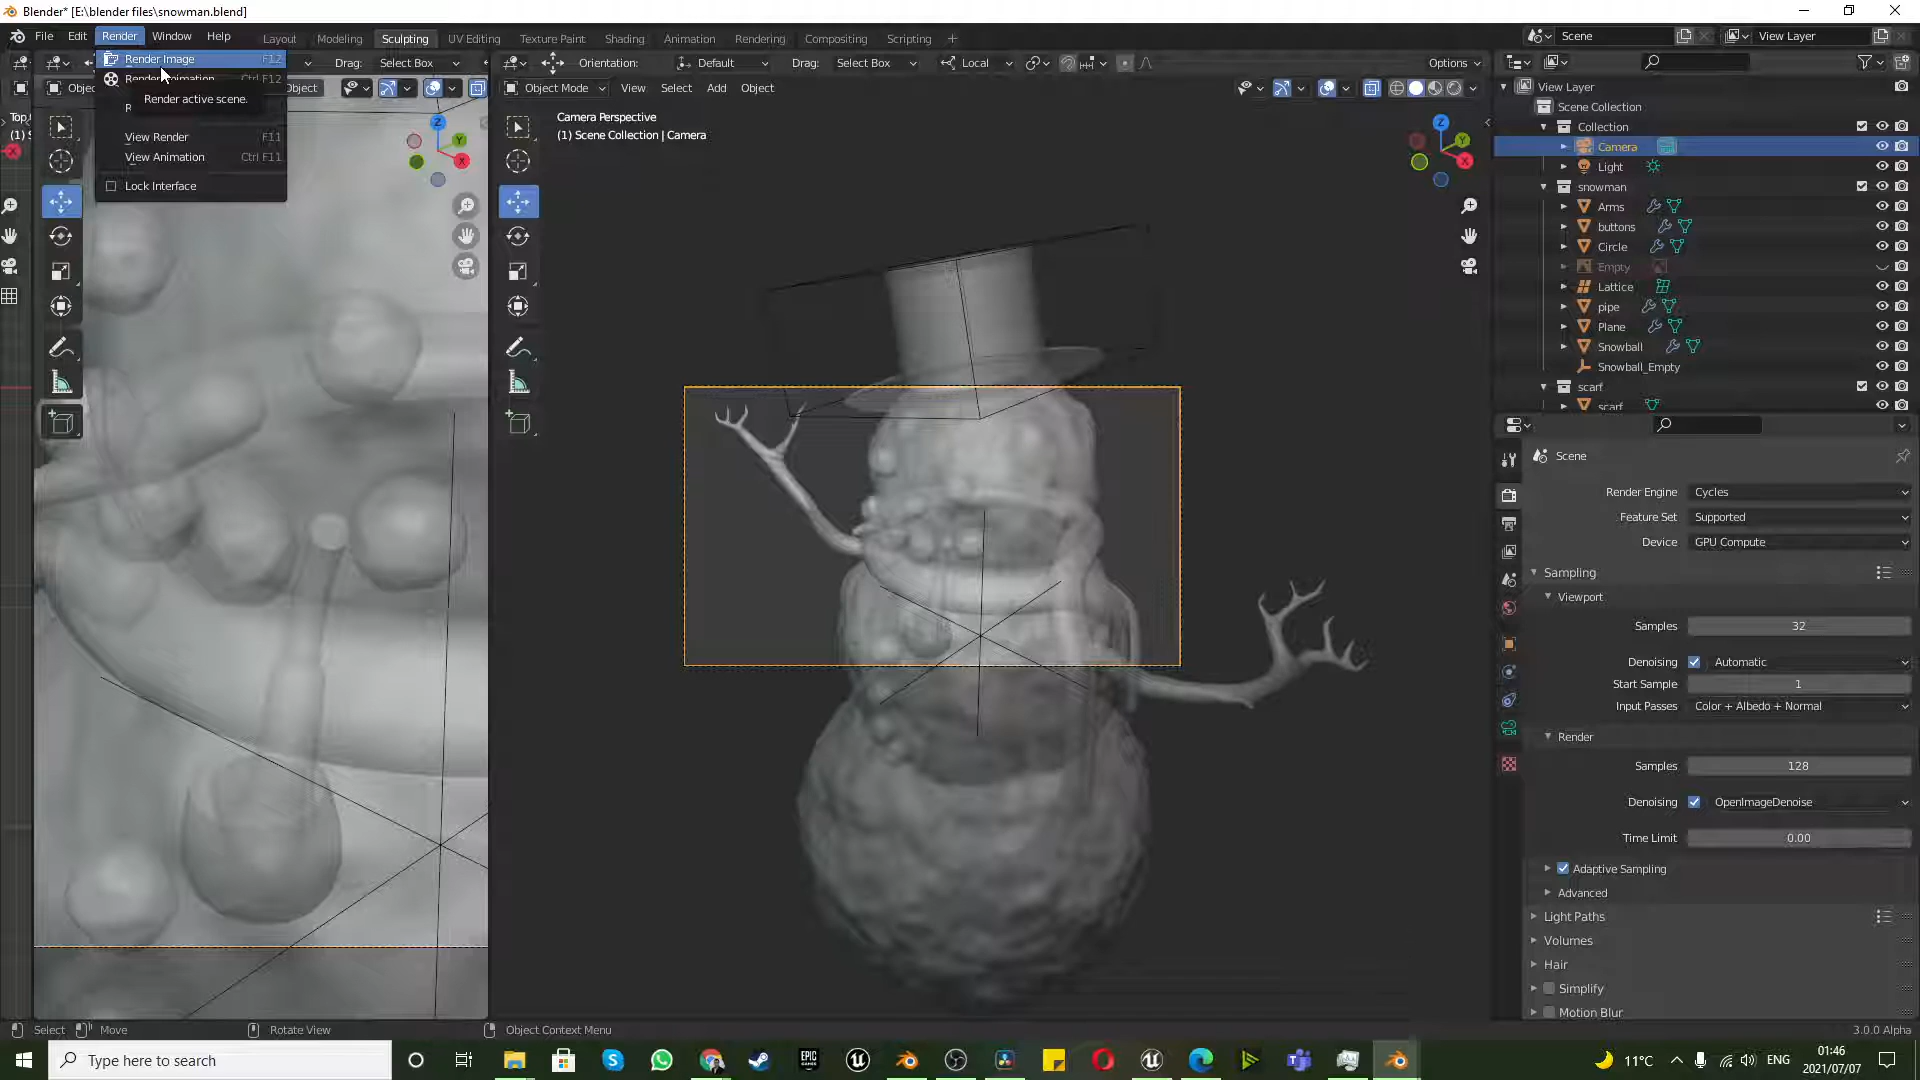 Blender* [E:\blender files\snowman.blend]
File Edit Render Window Help Layout Modeling Sculpting UV Editing Texture Paint Shading Animation Rendering Compositing Scripting Scene View Layer
Render Image F12
Render Animation Ctrl F12
Render active scene.
View Render F11
View Animation Ctrl F11
Lock Interface
Drag: Select Box
Orientation: Default Drag: Select Box Local Options
Object
Object Mode View Select Add Object
Camera Perspective
(1) Scene Collection | Camera
View Layer
Scene Collection
Collection
Camera
Light
snowman
Arms
buttons
Circle
Empty
Lattice
pipe
Plane
Snowball
Snowball_Empty
scarf
scarf
Scene
Render Engine Cycles
Feature Set Supported
Device GPU Compute
Sampling
Viewport
Samples 32
Denoising Automatic
Start Sample 1
Input Passes Color + Albedo + Normal
Render
Samples 128
Denoising OpenImageDenoise
Time Limit 0.00
Adaptive Sampling
Advanced
Light Paths
Volumes
Hair
Simplify
Motion Blur
Select Move Rotate View Object Context Menu 3.0.0 Alpha
Type here to search
EPIC GAMES
11°C ENG
01:46
2021/07/07